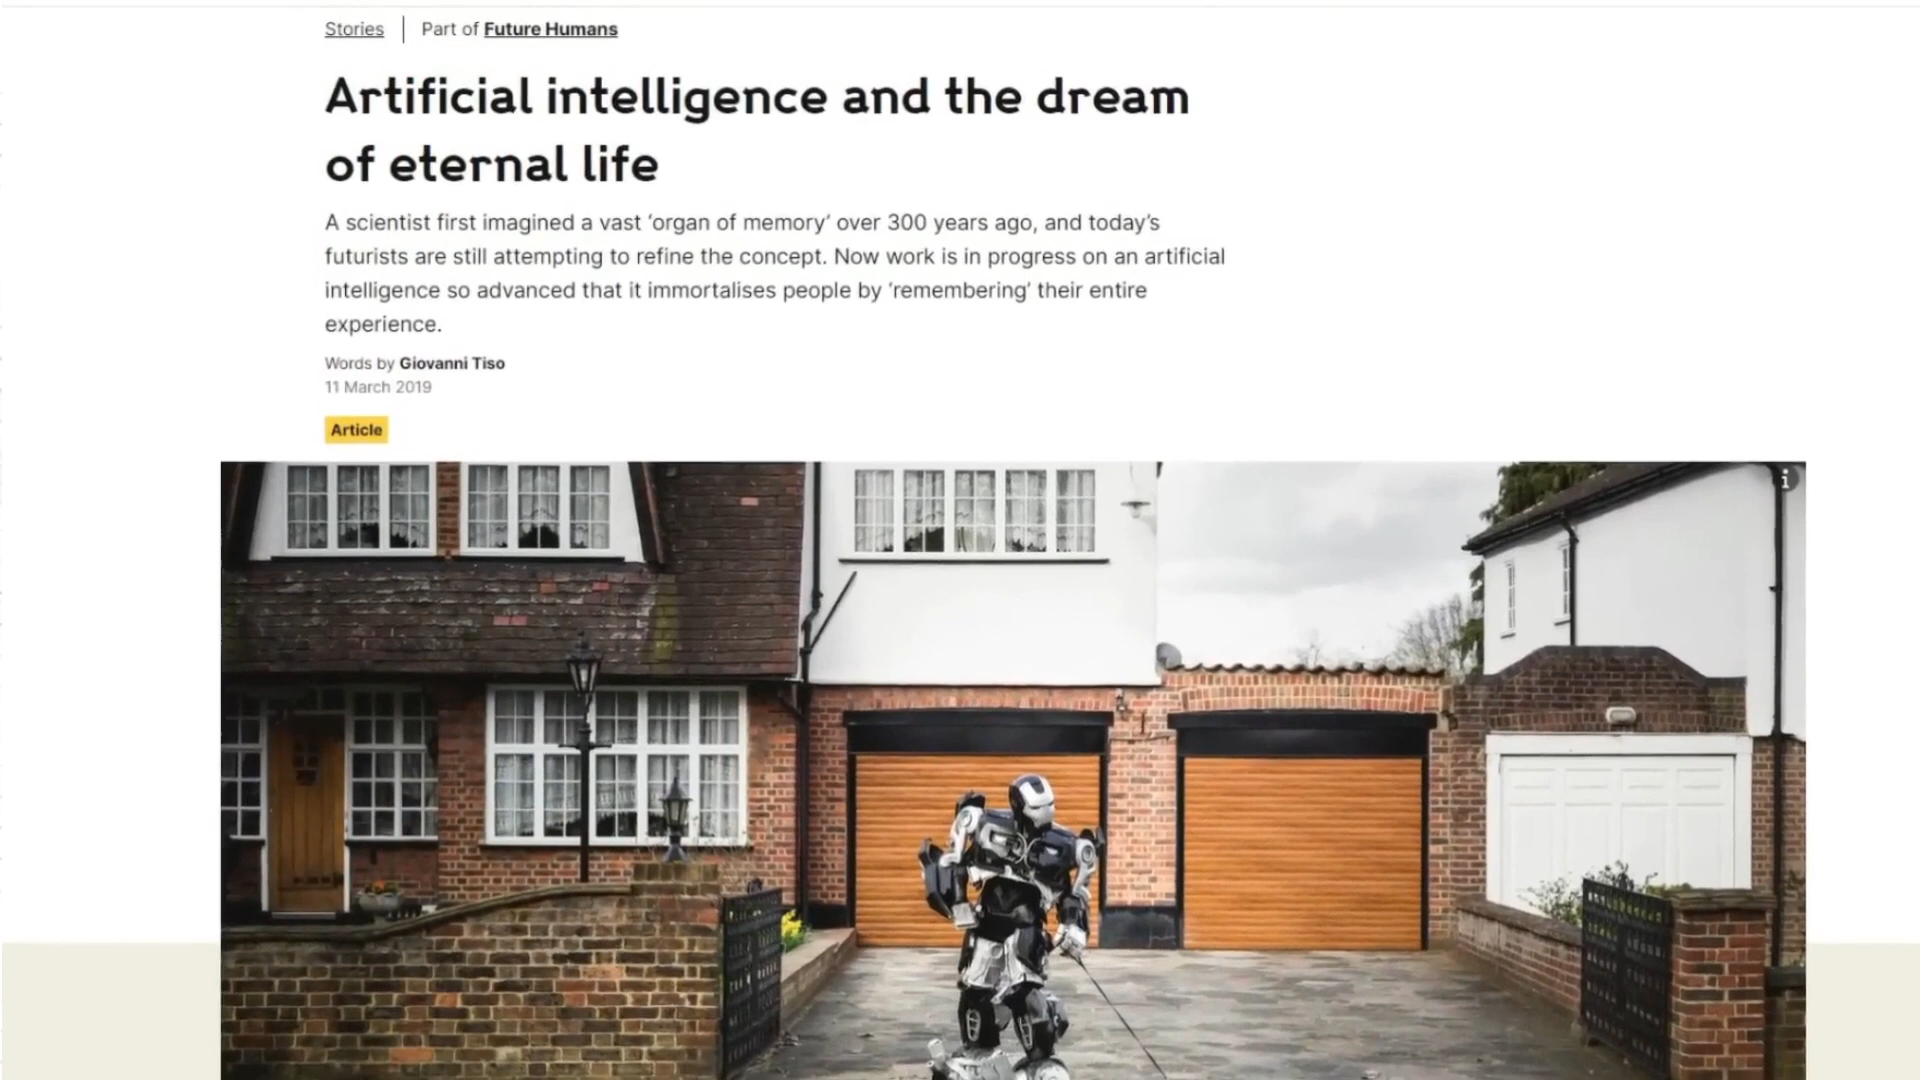 Stories | Part of Future Humans
Artificial intelligence and the dream
of eternal life
A scientist first imagined a vast ‘organ of memory’ over 300 years ago, and today’s
futurists are still attempting to refine the concept. Now work is in progress on an artificial
intelligence so advanced that it immortalises people by ‘remembering’ their entire
experience.
Words by Giovanni Tiso
11 March 2019
Article
i